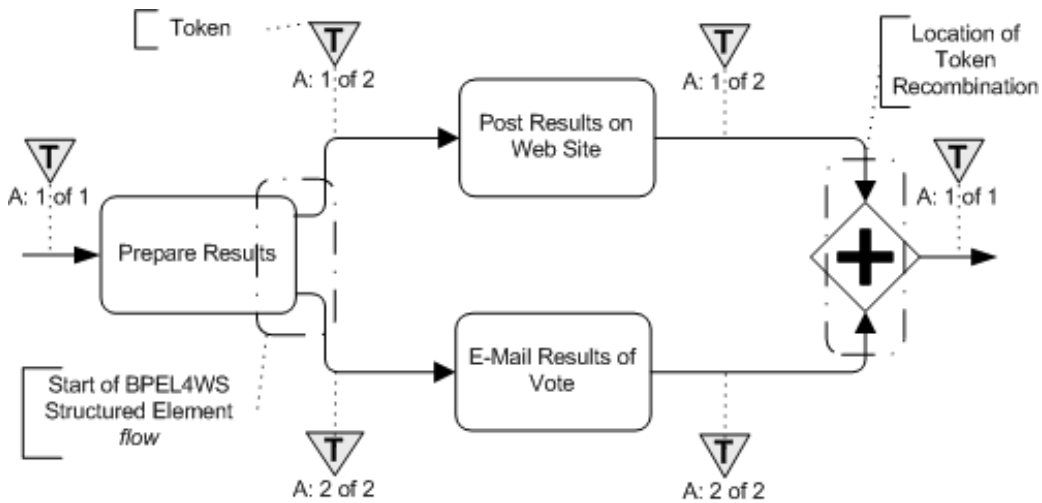 Token
T
A: 1 of 2
T
A: 1 of 2
Location of
Token
Recombination
T
A: 1 of 1
Post Results on
Web Site
T
A: 1 of 1
Prepare Results
Start of BPEL4WS
Structured Element
flow
E-Mail Results of
Vote
T
A: 2 of 2
T
A: 2 of 2